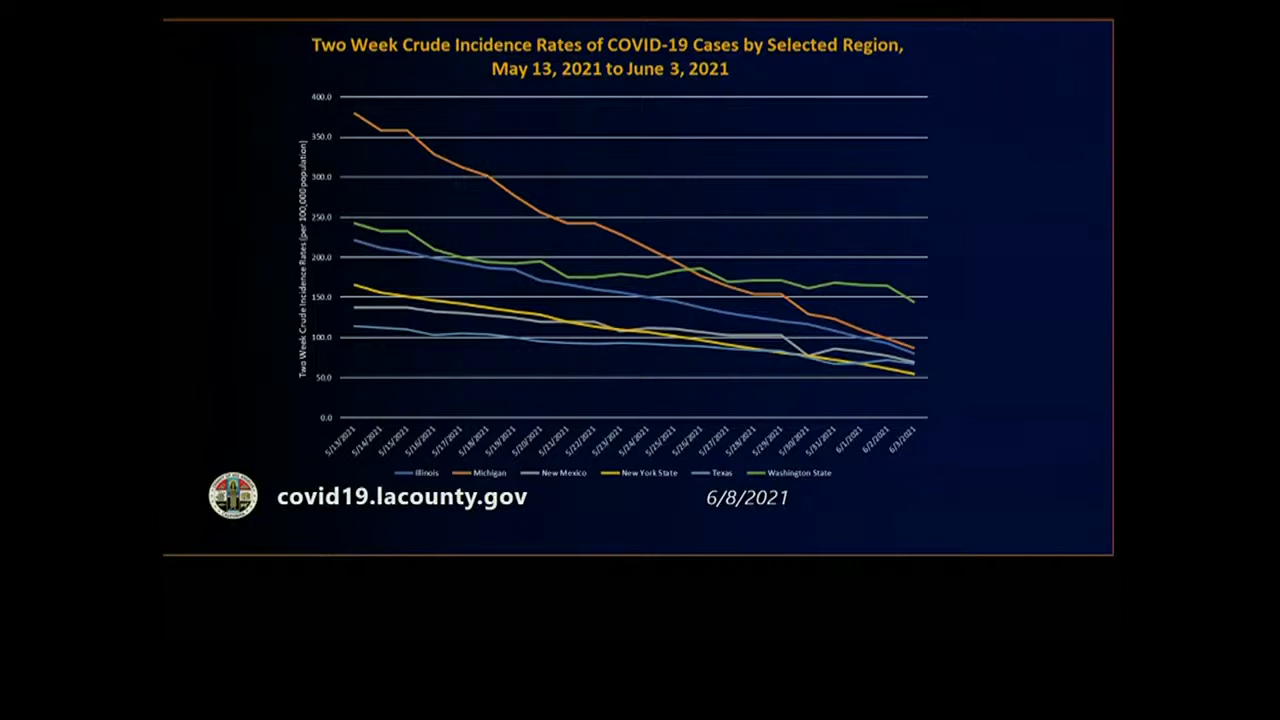 Two Week Crude Incidence Rates of COVID-19 Cases by Selected Region,
May 13, 2021 to June 3, 2021
Two Week Crude Incidence Rates (per 100,000 population)
400.0
350.0
300.0
250.0
200.0
150.0
100.0
50.0
0.0
5/13/2021 5/14/2021 5/15/2021 5/16/2021 5/17/2021 5/18/2021 5/19/2021 5/20/2021 5/21/2021 5/22/2021 5/23/2021 5/24/2021 5/25/2021 5/26/2021 5/27/2021 5/28/2021 5/29/2021 5/30/2021 5/31/2021 6/1/2021 6/2/2021 6/3/2021
Illinois Michigan New Mexico New York State Texas Washington State
covid19.lacounty.gov 6/8/2021